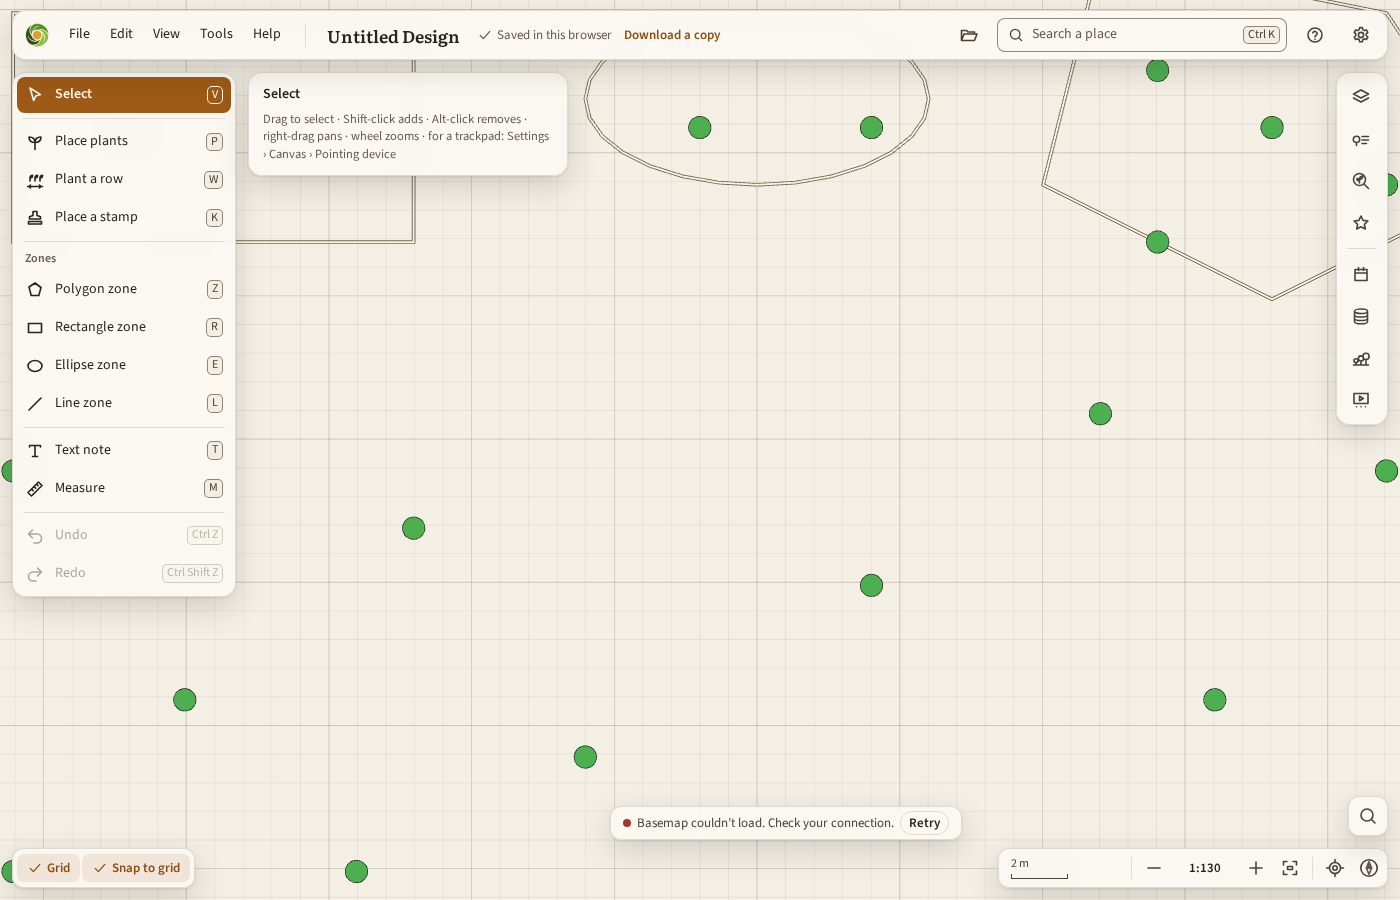 File Edit View Tools Help
Untitled Design
Saved in this browser Download a copy
Search a place Ctrl K
Select V
Place plants P
Plant a row W
Place a stamp K
Zones
Polygon zone Z
Rectangle zone R
Ellipse zone E
Line zone L
Text note T
Measure M
Undo Ctrl Z
Redo Ctrl Shift Z
Select
Drag to select · Shift-click adds · Alt-click removes ·
right-drag pans · wheel zooms · for a trackpad: Settings
› Canvas › Pointing device
Basemap couldn’t load. Check your connection. Retry
Grid Snap to grid
2 m
1:130